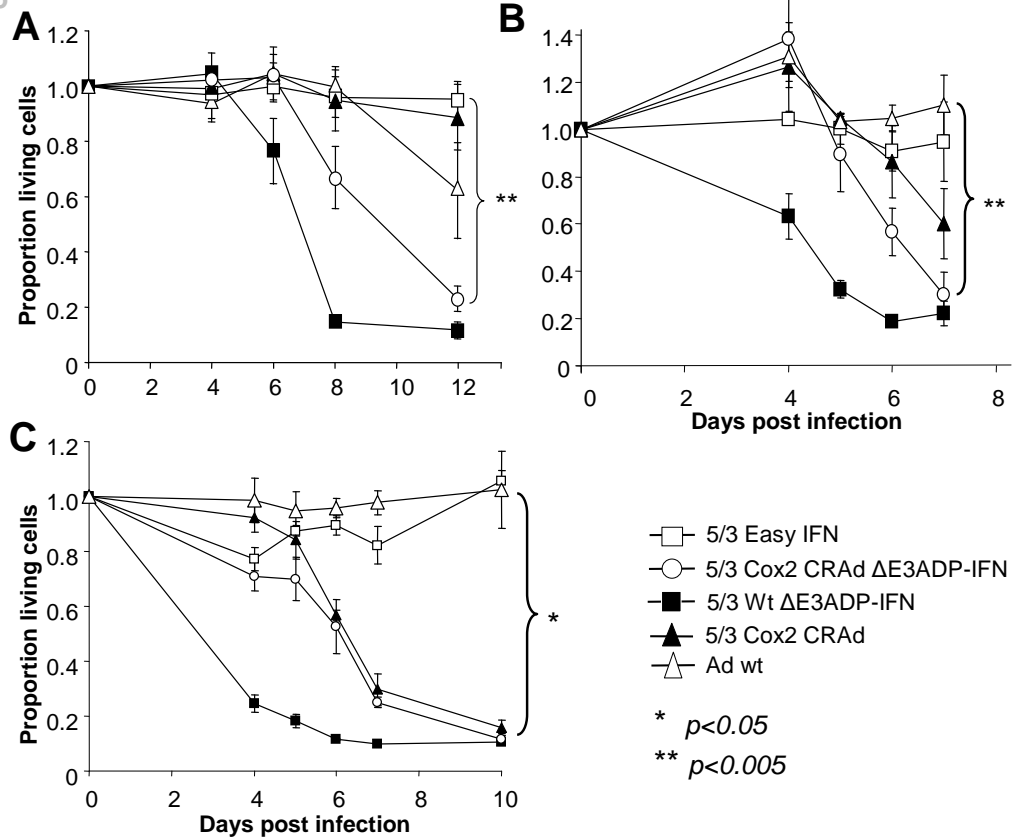 A
B
1.2
1.0
0.8
0.6
0.4
0.2
0
0 2 4 6 8 10 12
Proportion living cells
**
1.4
1.2
1.0
0.8
0.6
0.4
0.2
0
0 2 4 6 8
Days post infection
**
C
1.2
1.0
0.8
0.6
0.4
0.2
0
0 2 4 6 8 10
Proportion living cells
Days post infection
*
5/3 Easy IFN
5/3 Cox2 CRAd ΔE3ADP-IFN
5/3 Wt ΔE3ADP-IFN
5/3 Cox2 CRAd
Ad wt
* p<0.05
** p<0.005